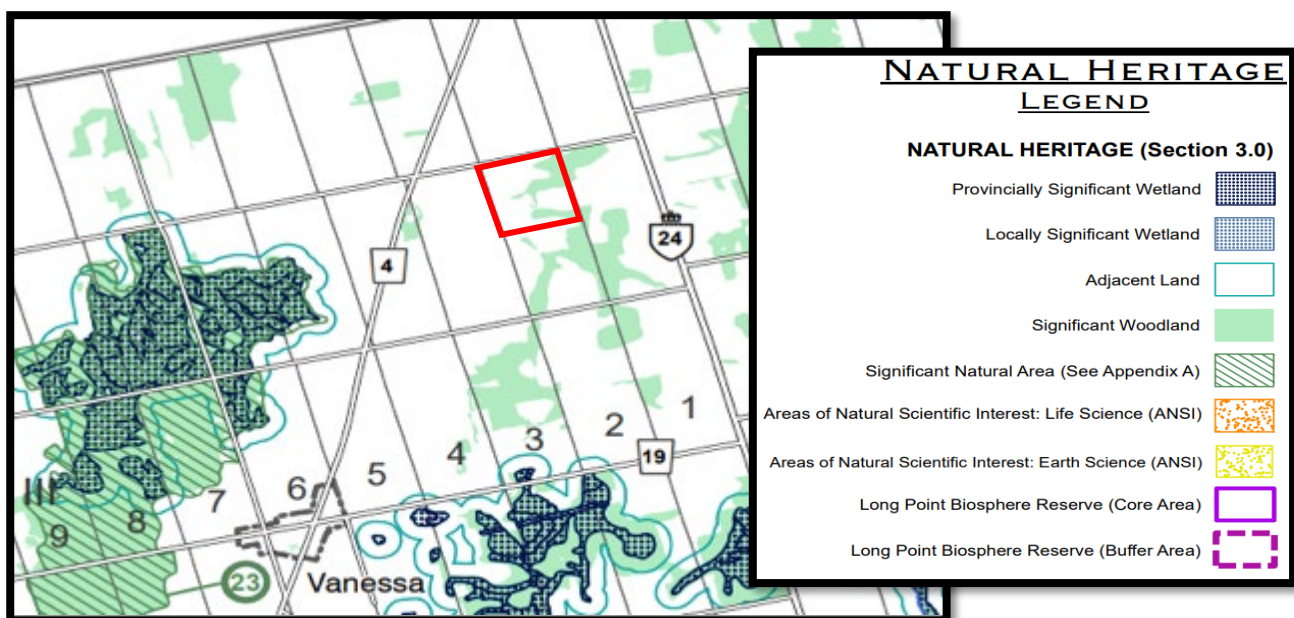 NATURAL HERITAGE
LEGEND
NATURAL HERITAGE (Section 3.0)
Provincially Significant Wetland
Locally Significant Wetland
Adjacent Land
Significant Woodland
Significant Natural Area (See Appendix A)
Areas of Natural Scientific Interest: Life Science (ANSI)
Areas of Natural Scientific Interest: Earth Science (ANSI)
Long Point Biosphere Reserve (Core Area)
Long Point Biosphere Reserve (Buffer Area)
24
4
1
2
3
19
4
5
6
7
III
8
9
23
Vanessa